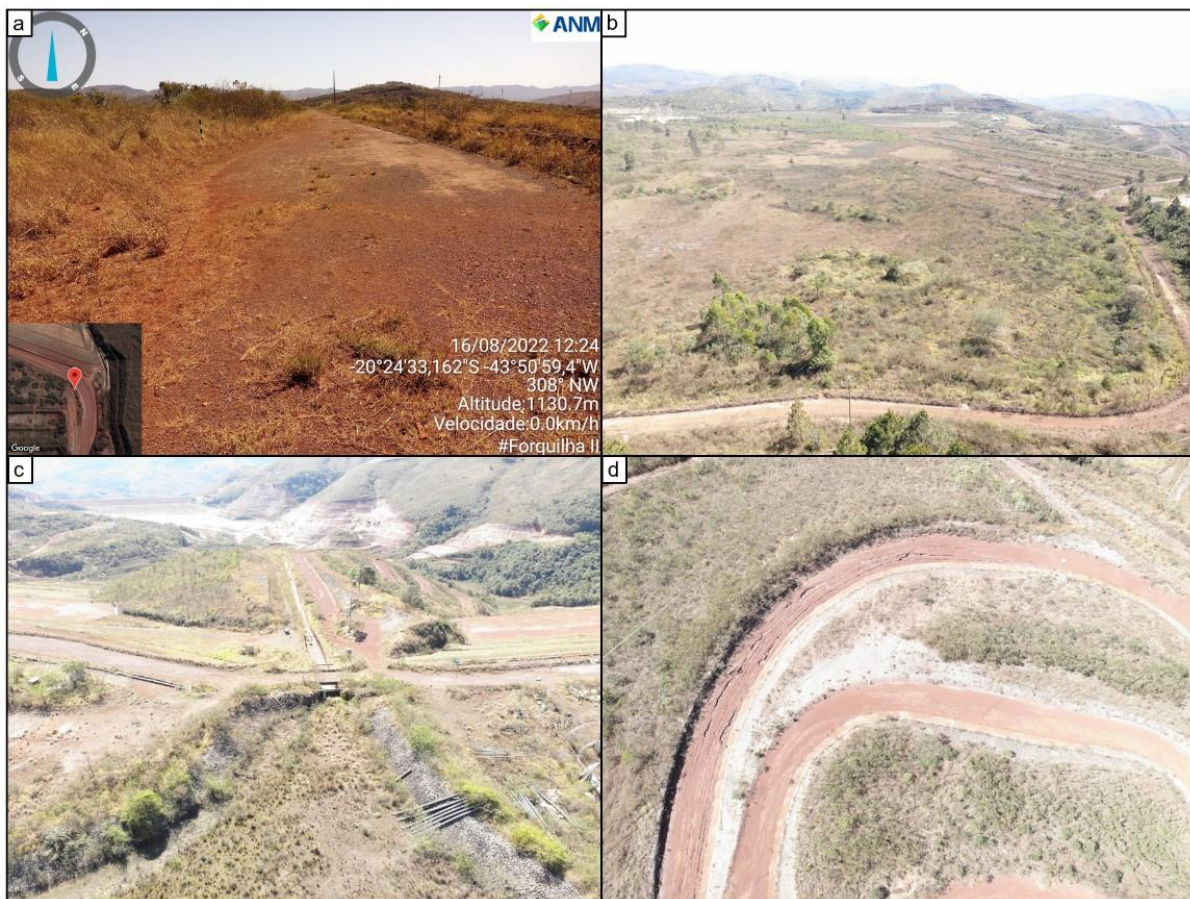 a
N
S
E
ANM
16/08/2022 12:24
-20°24'33,162"S -43°50'59,4"W
308° NW
Altitude:1130.7m
Velocidade:0.0km/h
#Forquilha II
Google
b
c
d